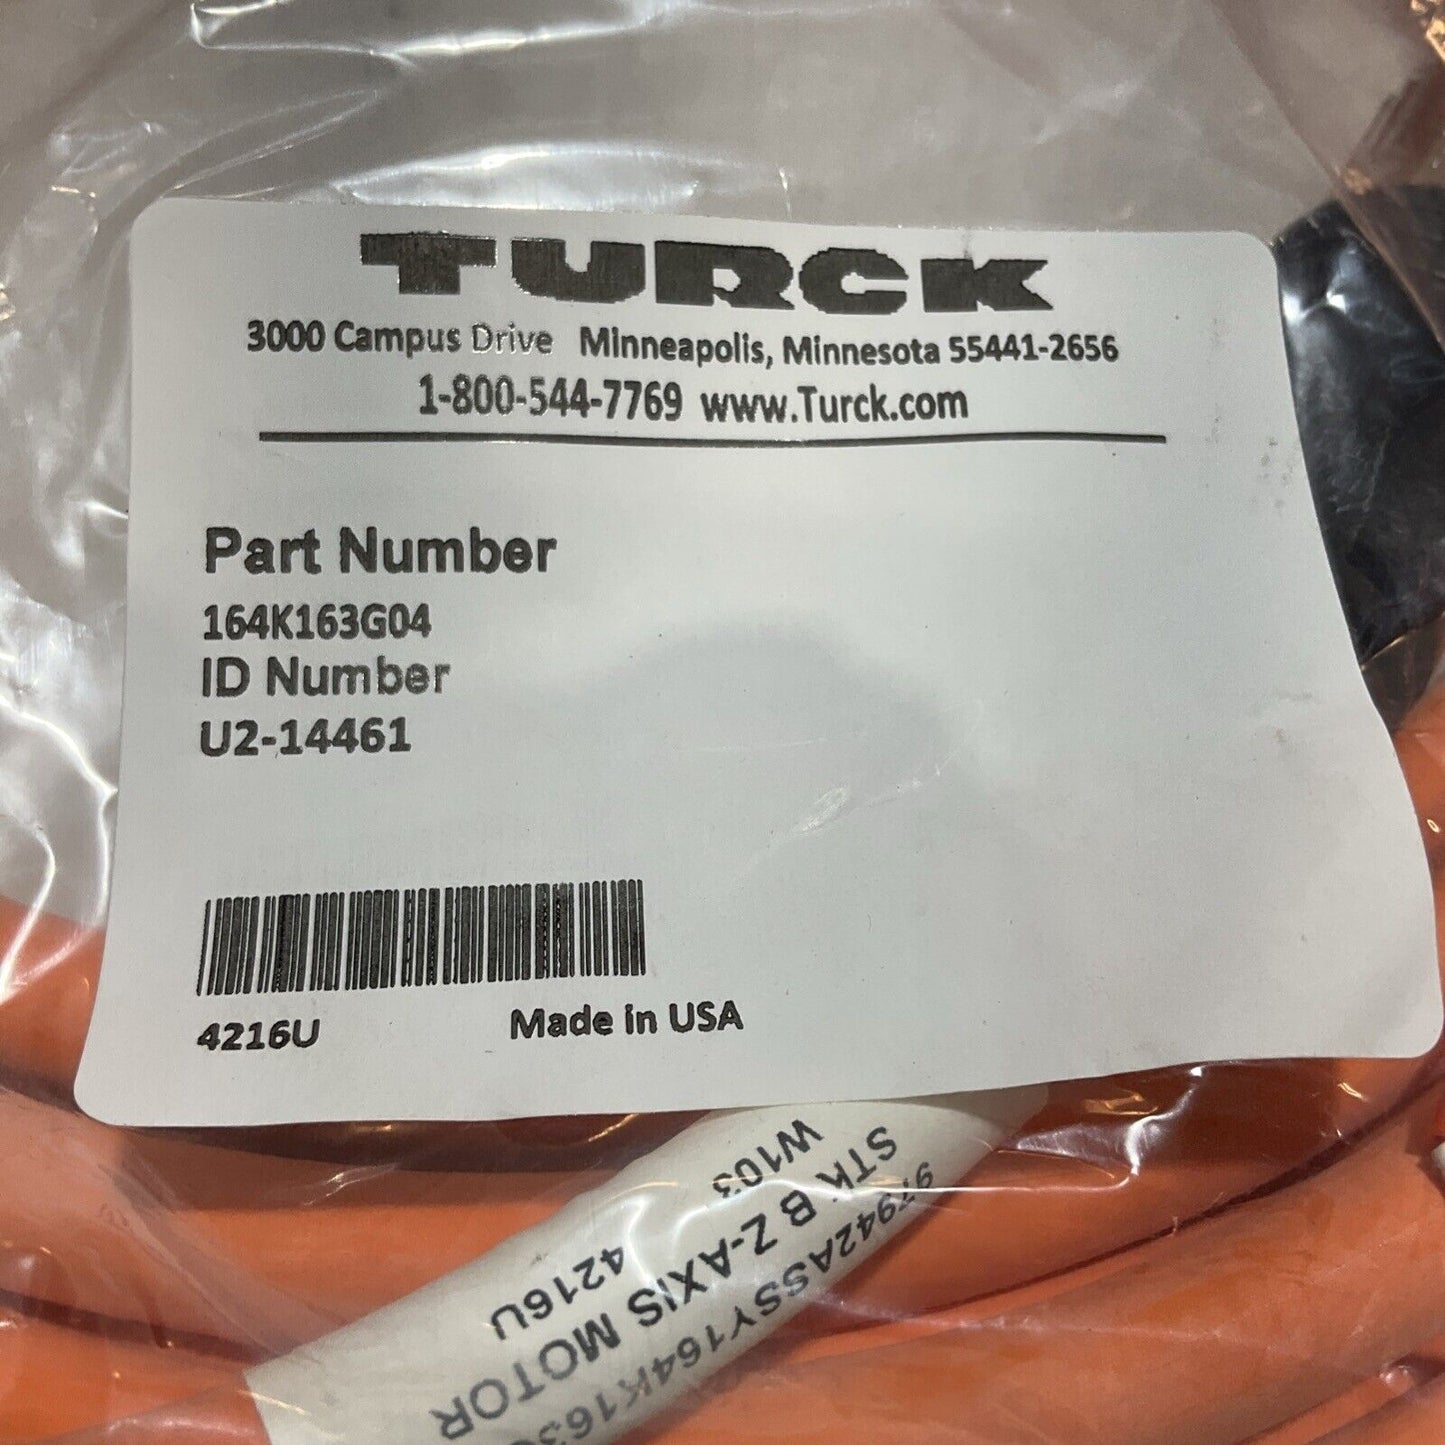 TURCK
3000 Campus Drive Minneapolis, Minnesota 55441-2656
1-800-544-7769 www.Turck.com
Part Number
164K163G04
ID Number
U2-14461
4216U Made in USA
97942ASSY164K163G
STK B Z-AXIS MOTOR
W103 4216U